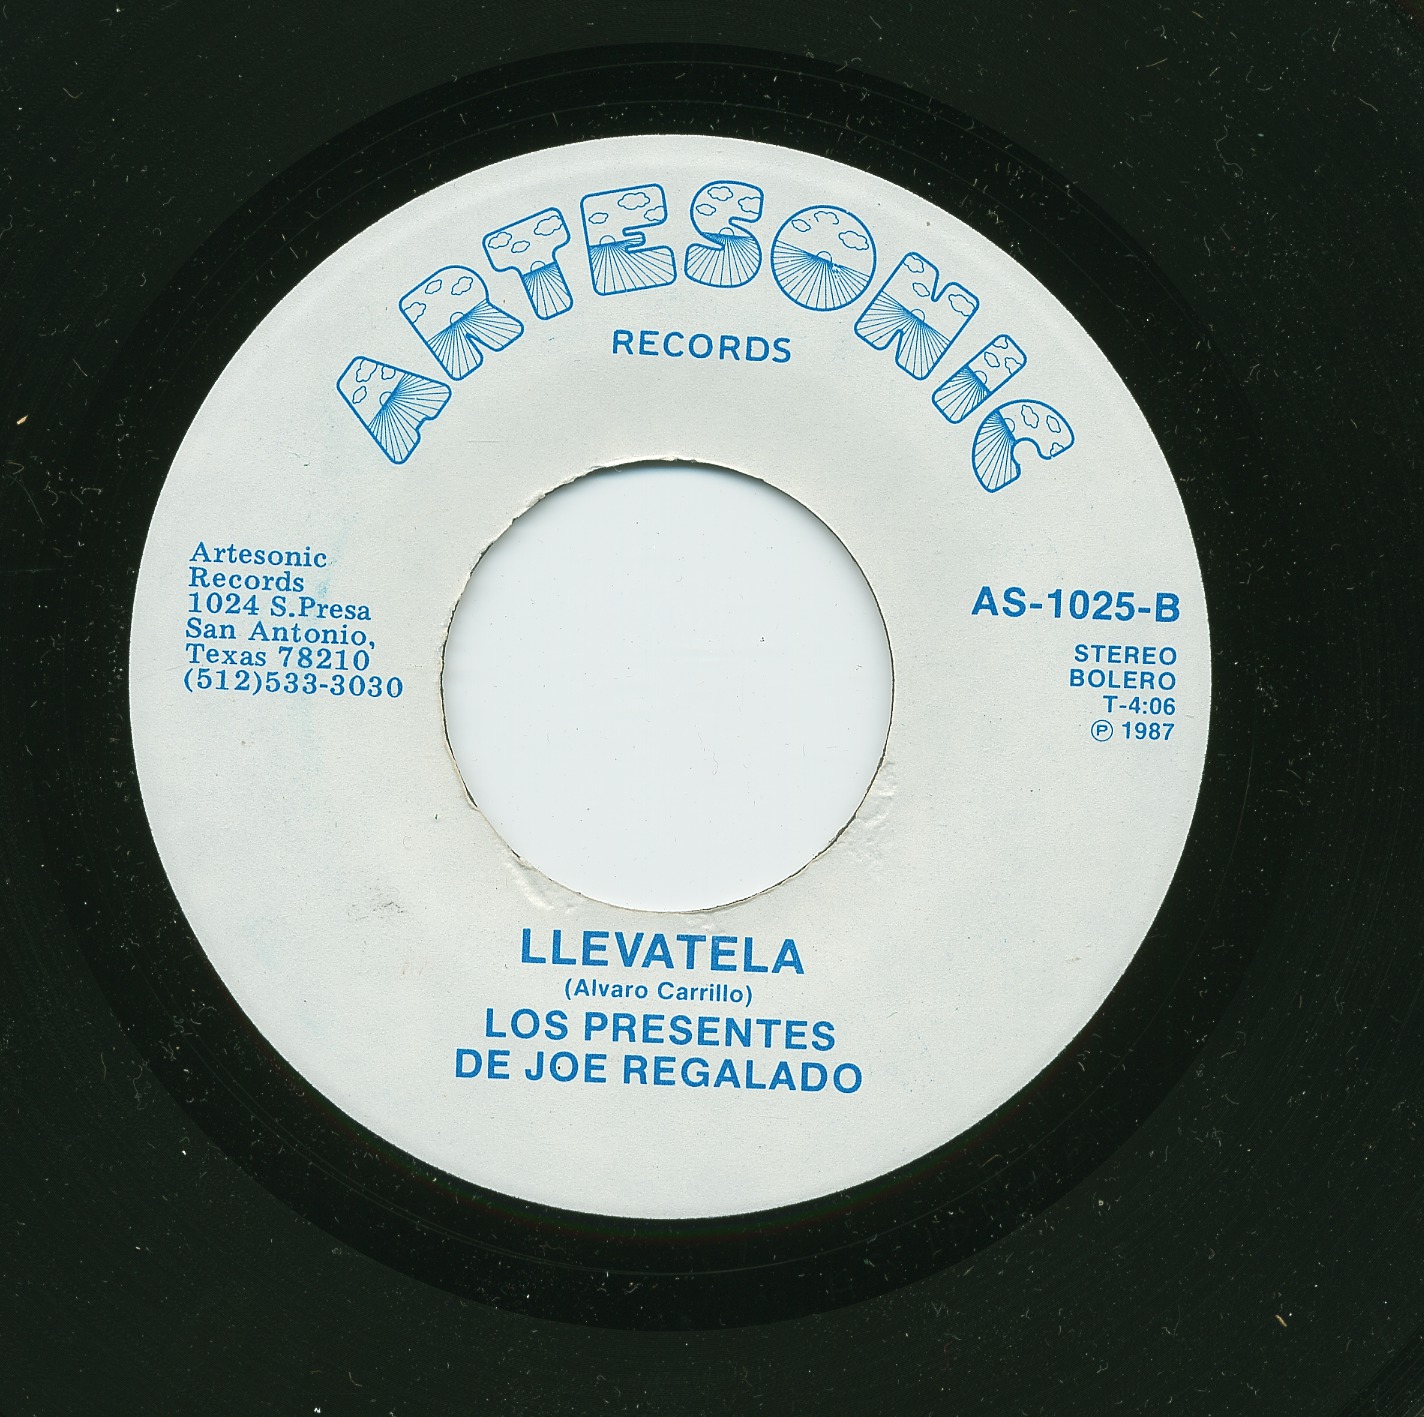 ARTESONIC
RECORDS
Artesonic
Records
1024 S.Presa
San Antonio,
Texas 78210
(512)533-3030
AS-1025-B
STEREO
BOLERO
T-4:06
℗ 1987
LLEVATELA
(Alvaro Carrillo)
LOS PRESENTES
DE JOE REGALADO